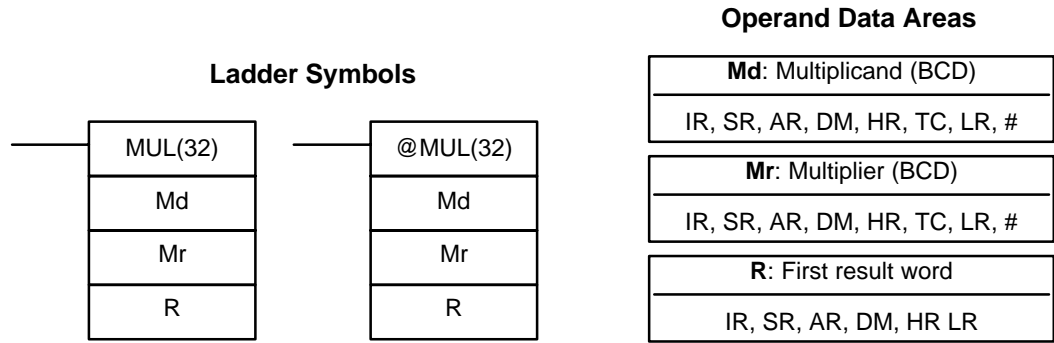 Ladder Symbols
MUL(32)
Md
Mr
R
@MUL(32)
Md
Mr
R
Operand Data Areas
Md: Multiplicand (BCD)
IR, SR, AR, DM, HR, TC, LR, #
Mr: Multiplier (BCD)
IR, SR, AR, DM, HR, TC, LR, #
R: First result word
IR, SR, AR, DM, HR LR